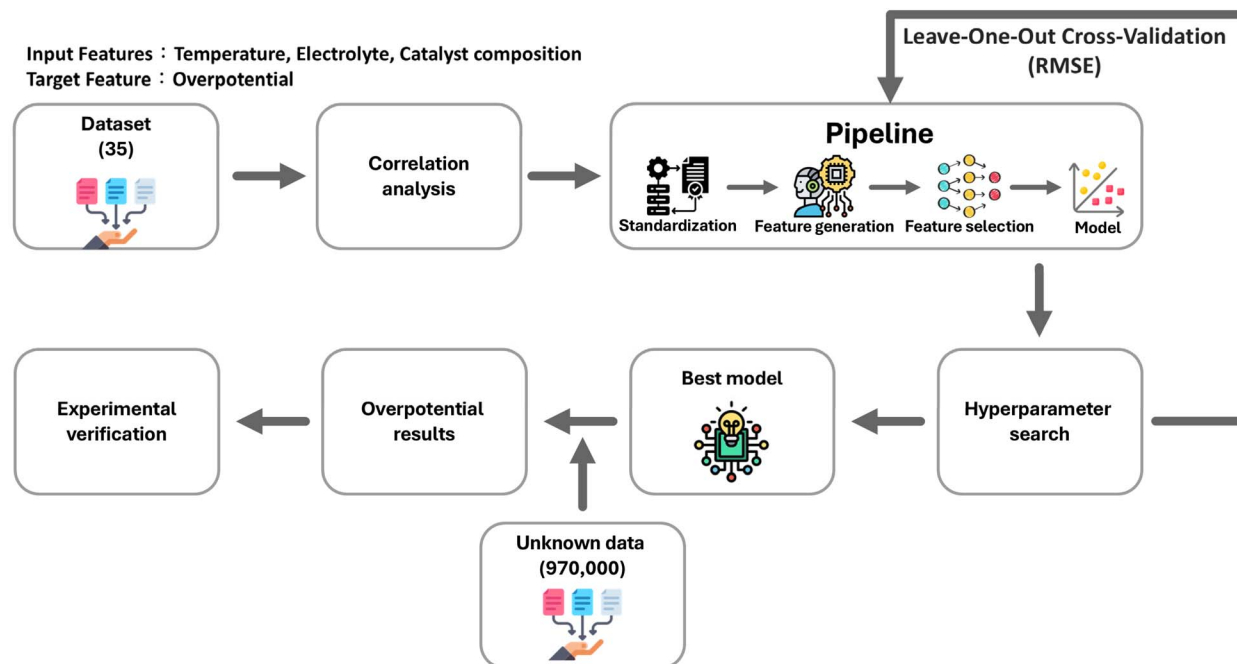 Input Features：Temperature, Electrolyte, Catalyst composition
Target Feature：Overpotential
Dataset
(35)
Correlation
analysis
Leave-One-Out Cross-Validation
(RMSE)
Pipeline
Standardization
Feature generation
Feature selection
Model
Experimental
verification
Overpotential
results
Best model
Hyperparameter
search
Unknown data
(970,000)